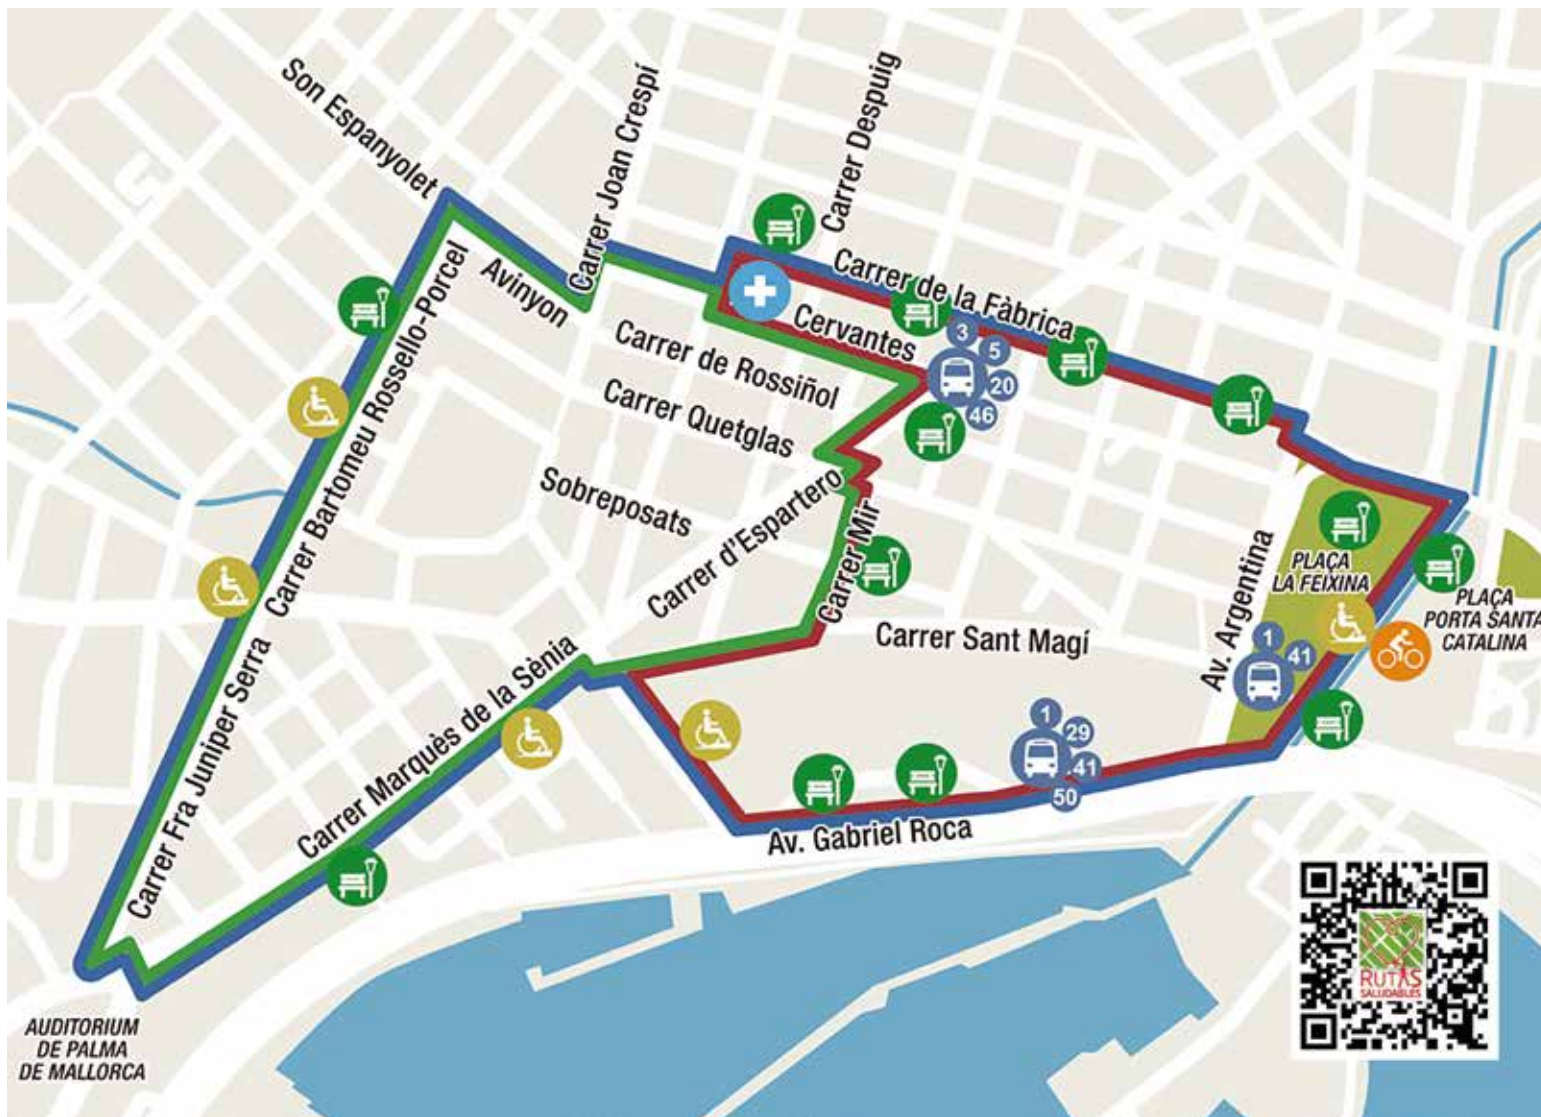 Son Espanyolet
Carrer Joan Crespí
Carrer Despuig
Avinyon
Carrer de la Fàbrica
Cervantes
3
5
20
46
Carrer de Rossiñol
Carrer Quetglas
Sobreposats
Carrer d'Espartero
Carrer Mir
Carrer Bartomeu Rossello-Porcel
Carrer Fra Juniper Serra
Carrer Marquès de la Sènia
Carrer Sant Magí
Av. Argentina
PLAÇA
LA FEIXINA
PLAÇA
PORTA SANTA
CATALINA
1
41
1
29
41
50
Av. Gabriel Roca
AUDITORIUM
DE PALMA
DE MALLORCA
RUTAS
SALUDABLES